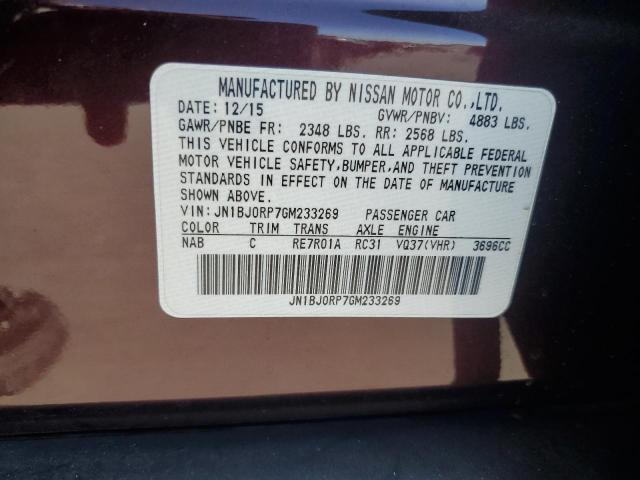 MANUFACTURED BY NISSAN MOTOR CO.,LTD.
DATE: 12/15 GVWR/PNBV: 4883 LBS.
GAWR/PNBE FR: 2348 LBS. RR: 2568 LBS.
THIS VEHICLE CONFORMS TO ALL APPLICABLE FEDERAL
MOTOR VEHICLE SAFETY,BUMPER,AND THEFT PREVENTION
STANDARDS IN EFFECT ON THE DATE OF MANUFACTURE
SHOWN ABOVE.
VIN: JN1BJ0RP7GM233269 PASSENGER CAR
COLOR TRIM TRANS AXLE ENGINE
NAB C RE7R01A RC31 VQ37(VHR) 3696CC
JN1BJ0RP7GM233269